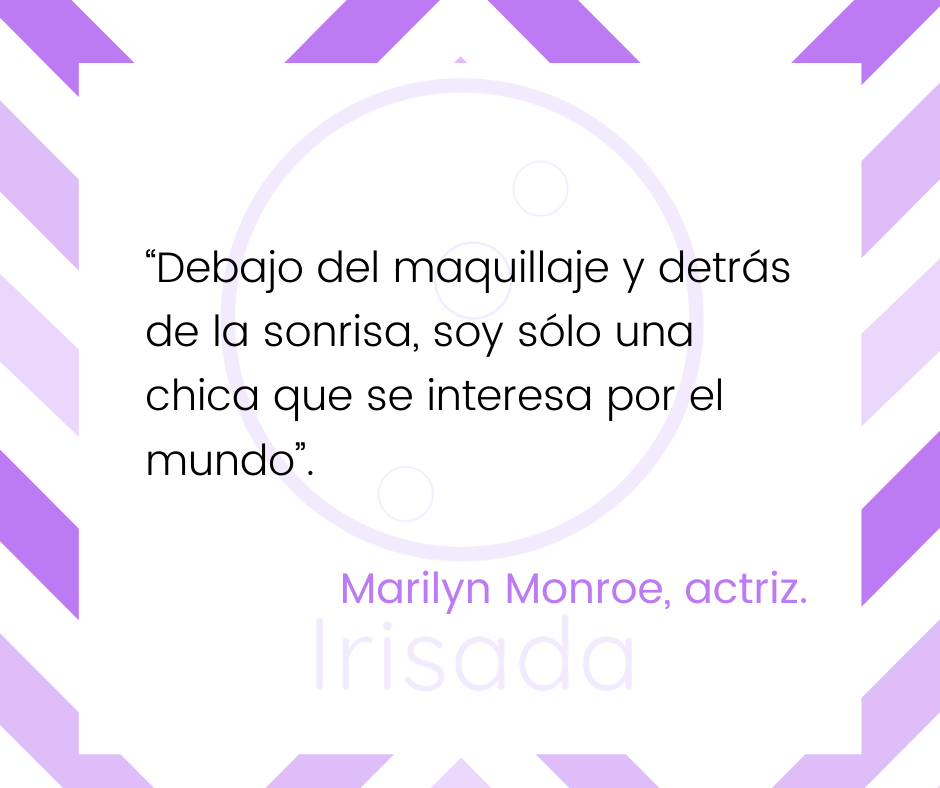 “Debajo del maquillaje y detrás
de la sonrisa, soy sólo una
chica que se interesa por el
mundo”.
Marilyn Monroe, actriz.
Irisada